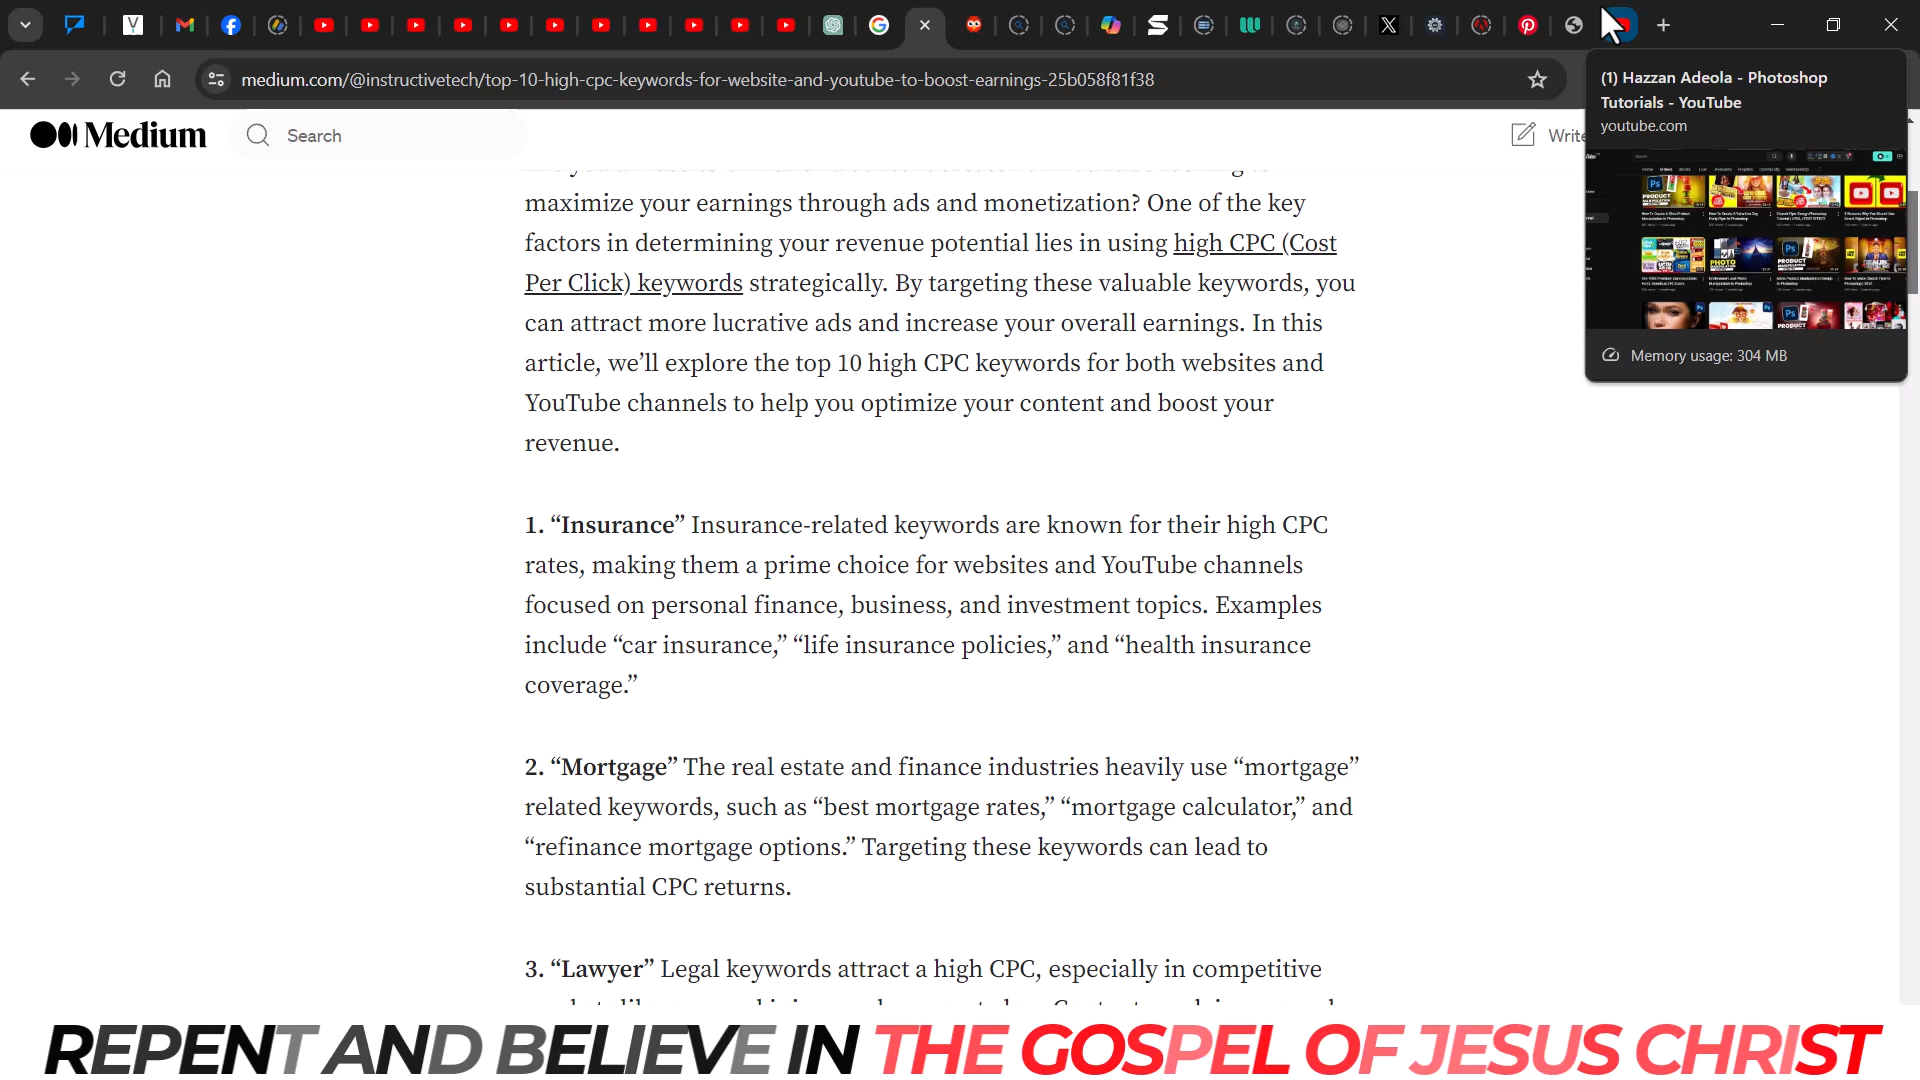 medium.com/@instructivetech/top-10-high-cpc-keywords-for-website-and-youtube-to-boost-earnings-25b058f81f38
(1) Hazzan Adeola - Photoshop
Tutorials - YouTube
youtube.com
Memory usage: 304 MB
Medium
Search
Write
maximize your earnings through ads and monetization? One of the key
factors in determining your revenue potential lies in using high CPC (Cost
Per Click) keywords strategically. By targeting these valuable keywords, you
can attract more lucrative ads and increase your overall earnings. In this
article, we’ll explore the top 10 high CPC keywords for both websites and
YouTube channels to help you optimize your content and boost your
revenue.
1. “Insurance” Insurance-related keywords are known for their high CPC
rates, making them a prime choice for websites and YouTube channels
focused on personal finance, business, and investment topics. Examples
include “car insurance,” “life insurance policies,” and “health insurance
coverage.”
2. “Mortgage” The real estate and finance industries heavily use “mortgage”
related keywords, such as “best mortgage rates,” “mortgage calculator,” and
“refinance mortgage options.” Targeting these keywords can lead to
substantial CPC returns.
3. “Lawyer” Legal keywords attract a high CPC, especially in competitive
REPENT AND BELIEVE IN THE GOSPEL OF JESUS CHRIST